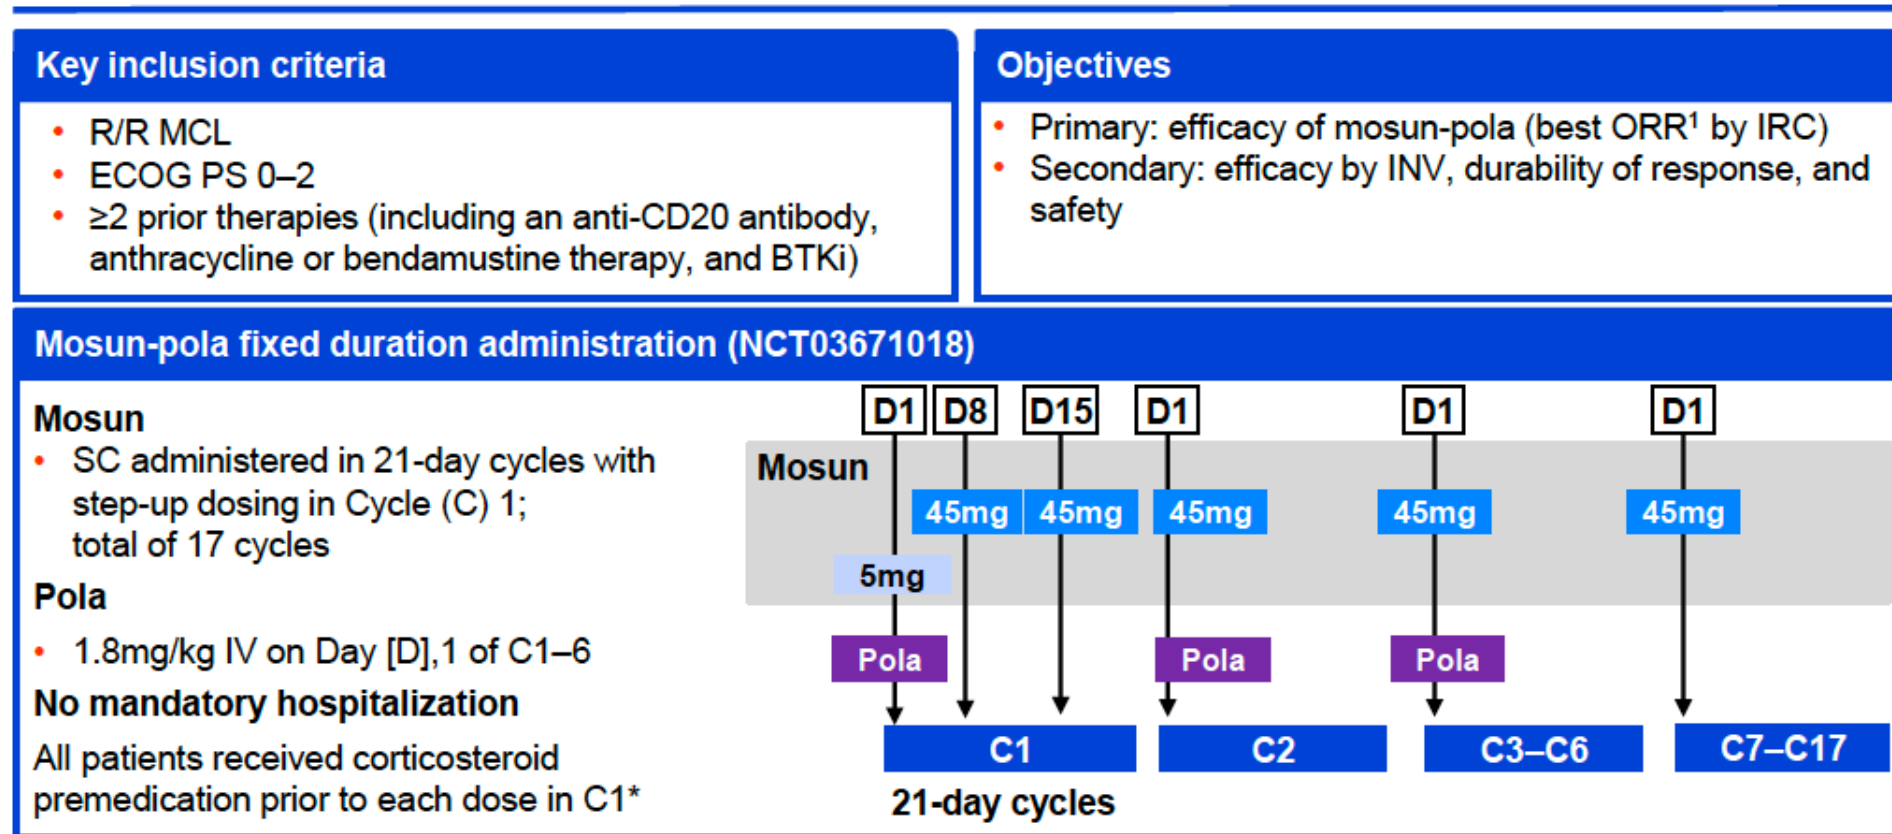 Key inclusion criteria
• R/R MCL
• ECOG PS 0–2
• ≥2 prior therapies (including an anti-CD20 antibody,
anthracycline or bendamustine therapy, and BTKi)
Objectives
• Primary: efficacy of mosun-pola (best ORR¹ by IRC)
• Secondary: efficacy by INV, durability of response, and
safety
Mosun-pola fixed duration administration (NCT03671018)
Mosun
• SC administered in 21-day cycles with
step-up dosing in Cycle (C) 1;
total of 17 cycles
Pola
• 1.8mg/kg IV on Day [D],1 of C1–6
No mandatory hospitalization
All patients received corticosteroid
premedication prior to each dose in C1*
D1 D8 D15 D1 D1 D1
Mosun
45mg 45mg 45mg 45mg 45mg
5mg
Pola Pola Pola
C1 C2 C3–C6 C7–C17
21-day cycles